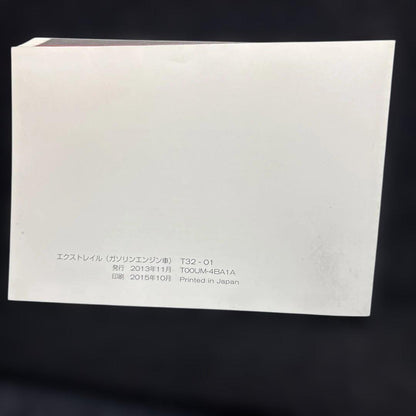 エクストレイル（ガソリンエンジン車） T32 - 01
発行 2013年11月 T00UM-4BA1A
印刷 2015年10月 Printed in Japan